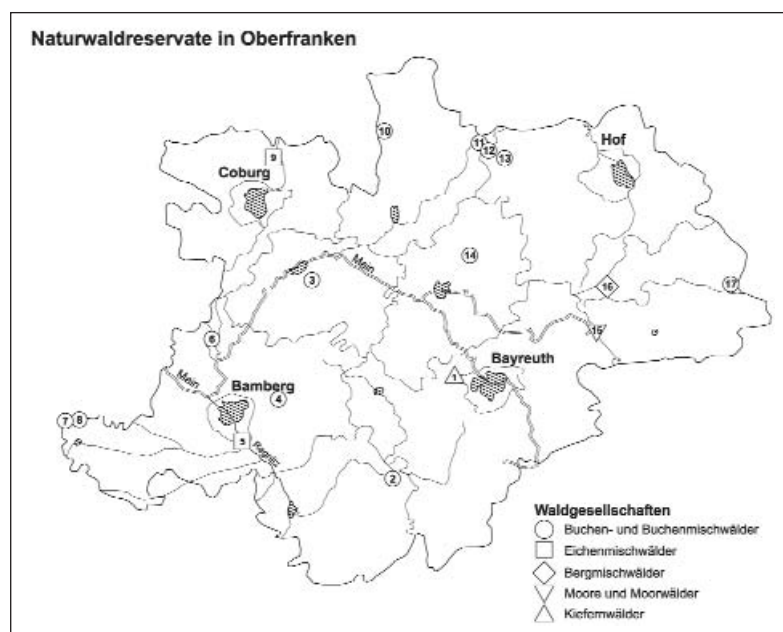 Naturwaldreservate in Oberfranken
10
11
12
13
Hof
9
Coburg
14
Main
3
16
17
6
15
Bayreuth
1
Main
Bamberg
4
7
8
5
Regnitz
2
Waldgesellschaften
Buchen- und Buchenmischwälder
Eichenmischwälder
Bergmischwälder
Moore und Moorwälder
Kiefernwälder